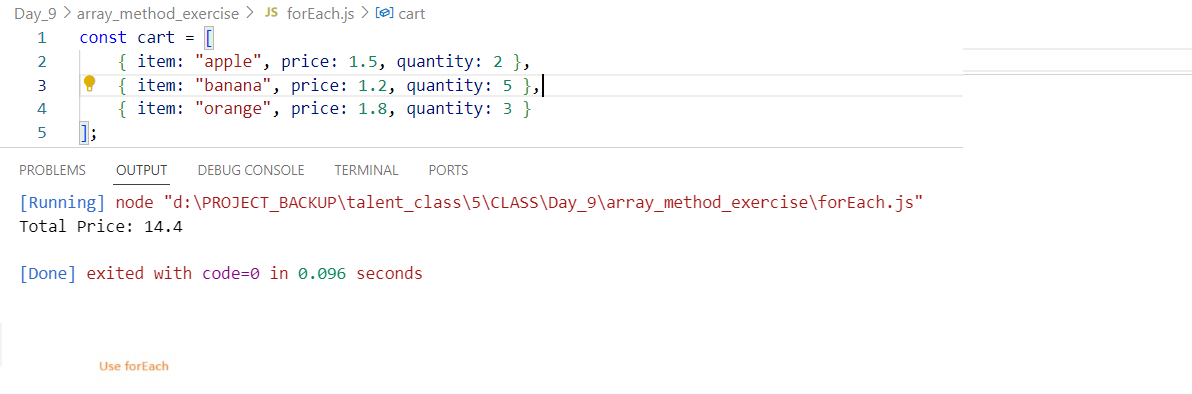 Day_9 > array_method_exercise > JS forEach.js > cart
1 const cart = [
2 { item: "apple", price: 1.5, quantity: 2 },
3 { item: "banana", price: 1.2, quantity: 5 },
4 { item: "orange", price: 1.8, quantity: 3 }
5 ];
PROBLEMS OUTPUT DEBUG CONSOLE TERMINAL PORTS
[Running] node "d:\PROJECT_BACKUP\talent_class\5\CLASS\Day_9\array_method_exercise\forEach.js"
Total Price: 14.4
[Done] exited with code=0 in 0.096 seconds
Use forEach